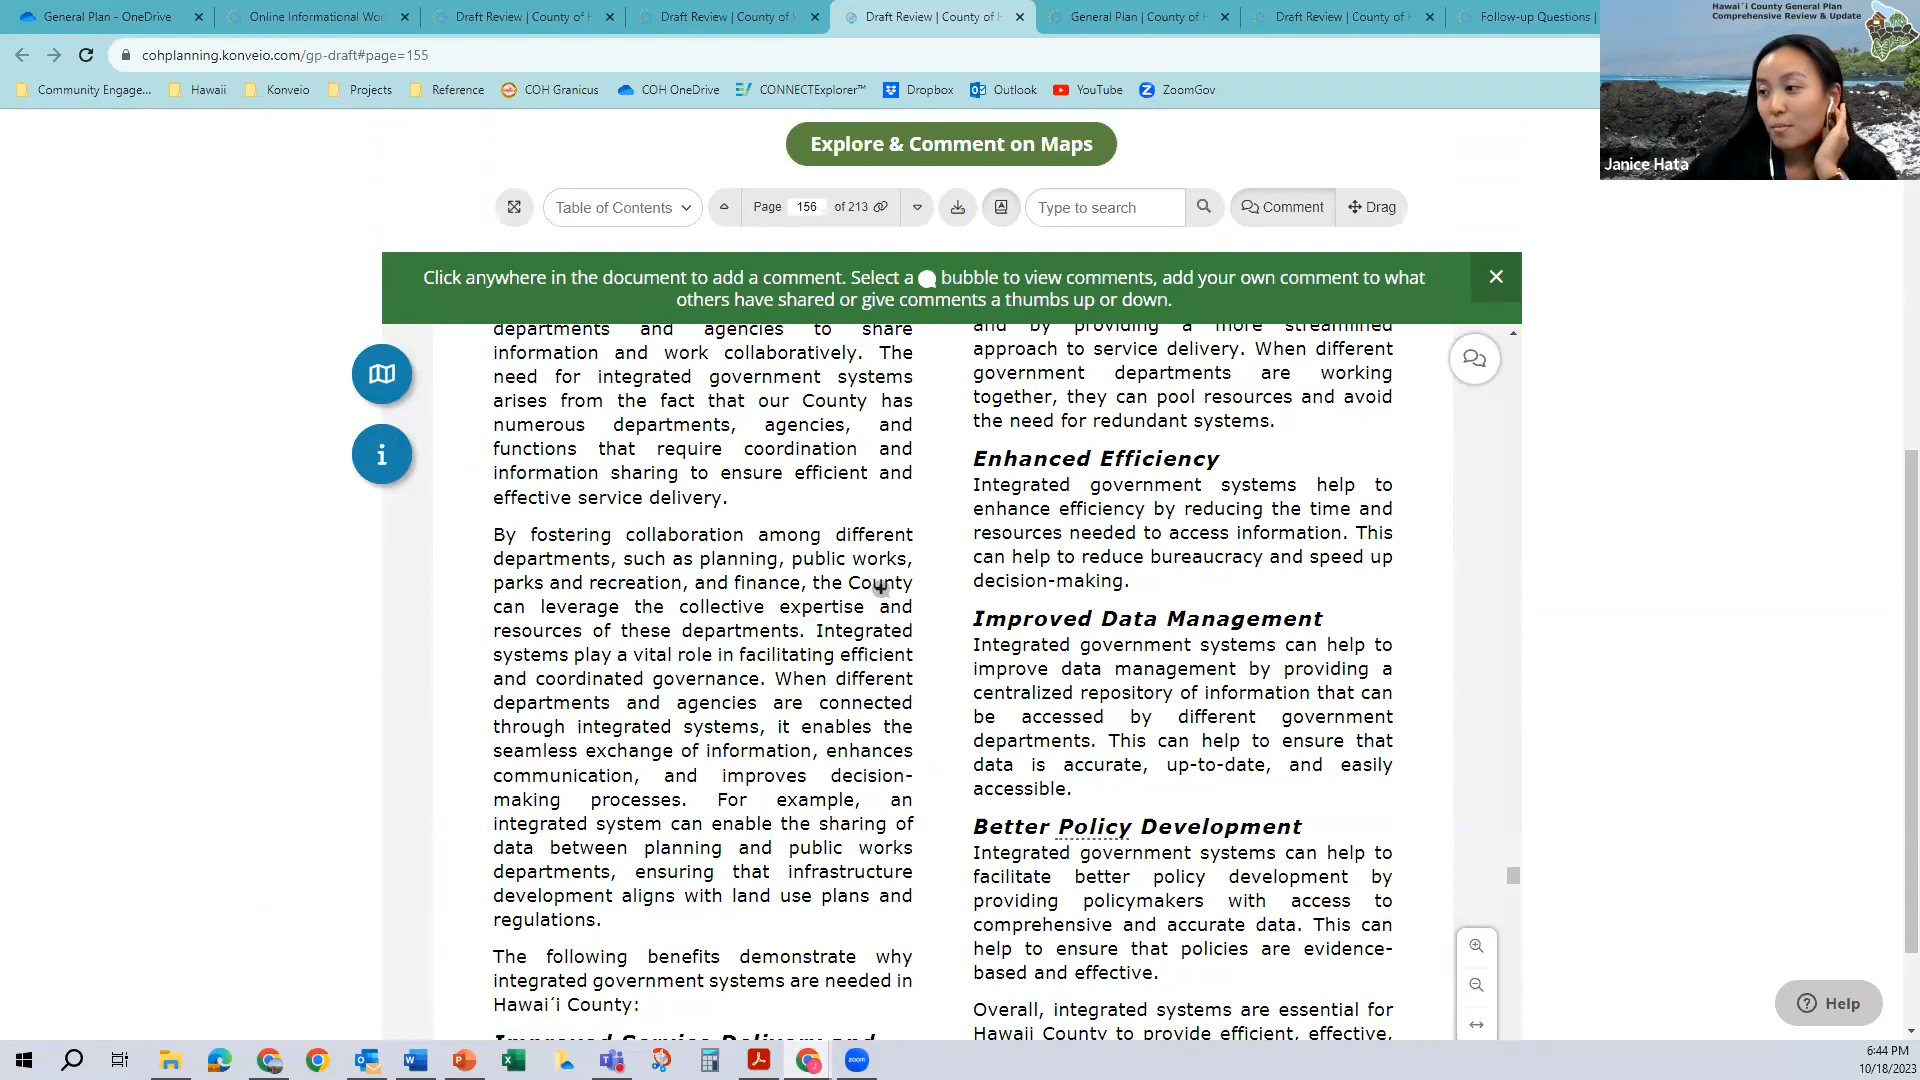 General Plan - OneDrive
Online Informational Wor
Draft Review | County of H
Draft Review | County of H
Draft Review | County of H
General Plan | County of H
Draft Review | County of H
Follow-up Questions |
Hawai´i County General Plan
Comprehensive Review & Update
cohplanning.konveio.com/gp-draft#page=155
Community Engage...
Hawaii
Konveio
Projects
Reference
COH Granicus
COH OneDrive
CONNECTExplorer™
Dropbox
Outlook
YouTube
ZoomGov
Janice Hata
Explore & Comment on Maps
Table of Contents
Page 156 of 213
Type to search
Comment
Drag
Click anywhere in the document to add a comment. Select a bubble to view comments, add your own comment to what
others have shared or give comments a thumbs up or down.
departments and agencies to share
information and work collaboratively. The
need for integrated government systems
arises from the fact that our County has
numerous departments, agencies, and
functions that require coordination and
information sharing to ensure efficient and
effective service delivery.
By fostering collaboration among different
departments, such as planning, public works,
parks and recreation, and finance, the County
can leverage the collective expertise and
resources of these departments. Integrated
systems play a vital role in facilitating efficient
and coordinated governance. When different
departments and agencies are connected
through integrated systems, it enables the
seamless exchange of information, enhances
communication, and improves decision-
making processes. For example, an
integrated system can enable the sharing of
data between planning and public works
departments, ensuring that infrastructure
development aligns with land use plans and
regulations.
The following benefits demonstrate why
integrated government systems are needed in
Hawai´i County:
Improved Service Delivery and
and by providing a more streamlined
approach to service delivery. When different
government departments are working
together, they can pool resources and avoid
the need for redundant systems.
Enhanced Efficiency
Integrated government systems help to
enhance efficiency by reducing the time and
resources needed to access information. This
can help to reduce bureaucracy and speed up
decision-making.
Improved Data Management
Integrated government systems can help to
improve data management by providing a
centralized repository of information that can
be accessed by different government
departments. This can help to ensure that
data is accurate, up-to-date, and easily
accessible.
Better Policy Development
Integrated government systems can help to
facilitate better policy development by
providing policymakers with access to
comprehensive and accurate data. This can
help to ensure that policies are evidence-
based and effective.
Overall, integrated systems are essential for
Hawaii County to provide efficient, effective,
Help
zoom
6:44 PM
10/18/2023